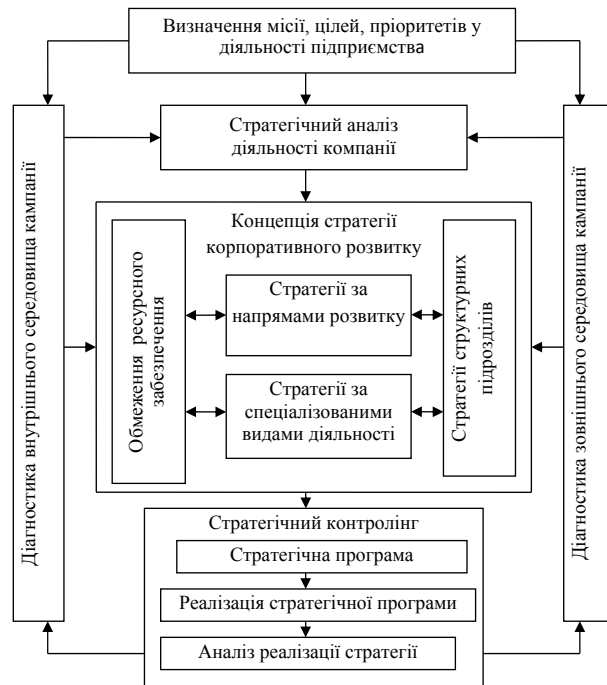 Визначення місії, цілей, пріоритетів у
діяльності підприємства
Діагностика внутрішнього середовища кампанії
Стратегічний аналіз
діяльності компанії
Діагностика зовнішнього середовища кампанії
Концепція стратегії
корпоративного розвитку
Обмеження ресурсного
забезпечення
Стратегії за
напрямами розвитку
Стратегії за
спеціалізованими
видами діяльності
Стратегії структурних
підрозділів
Стратегічний контролінг
Стратегічна програма
Реалізація стратегічної програми
Аналіз реалізації стратегії